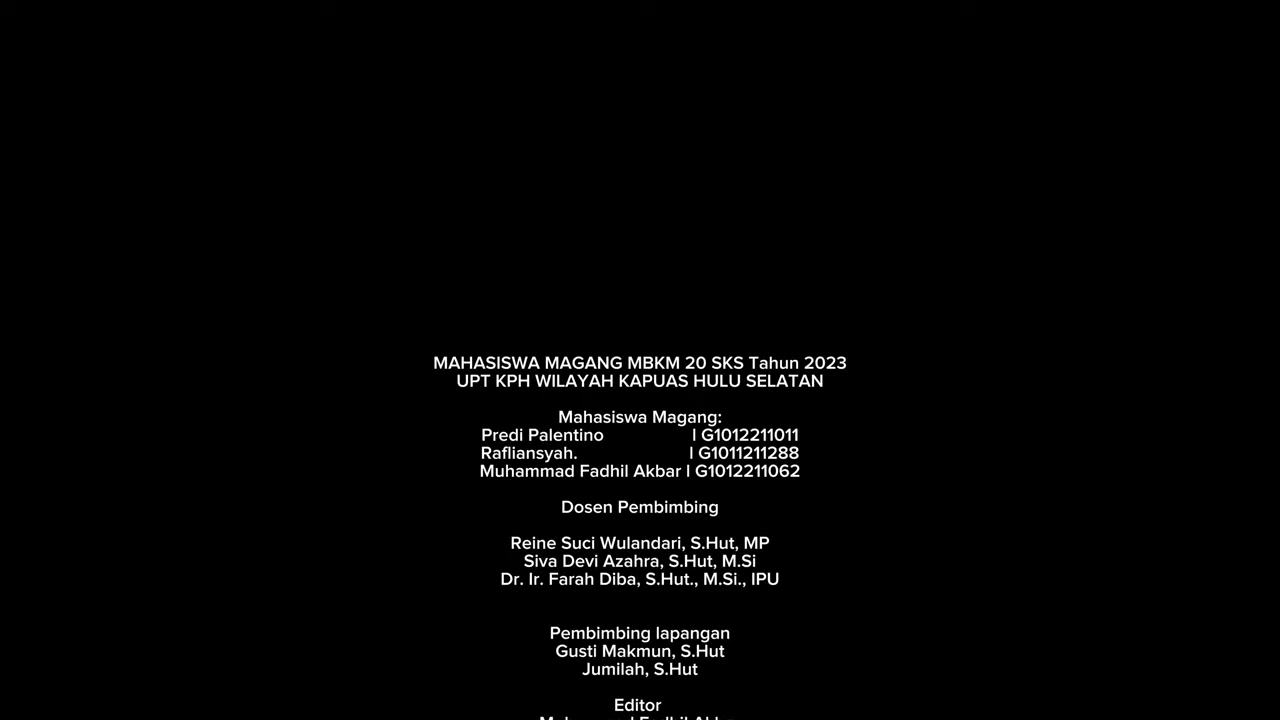 MAHASISWA MAGANG MBKM 20 SKS Tahun 2023
UPT KPH WILAYAH KAPUAS HULU SELATAN
Mahasiswa Magang:
Predi Palentino | G1012211011
Rafliansyah. | G1011211288
Muhammad Fadhil Akbar | G1012211062
Dosen Pembimbing
Reine Suci Wulandari, S.Hut, MP
Siva Devi Azahra, S.Hut, M.Si
Dr. Ir. Farah Diba, S.Hut., M.Si., IPU
Pembimbing lapangan
Gusti Makmun, S.Hut
Jumilah, S.Hut
Editor